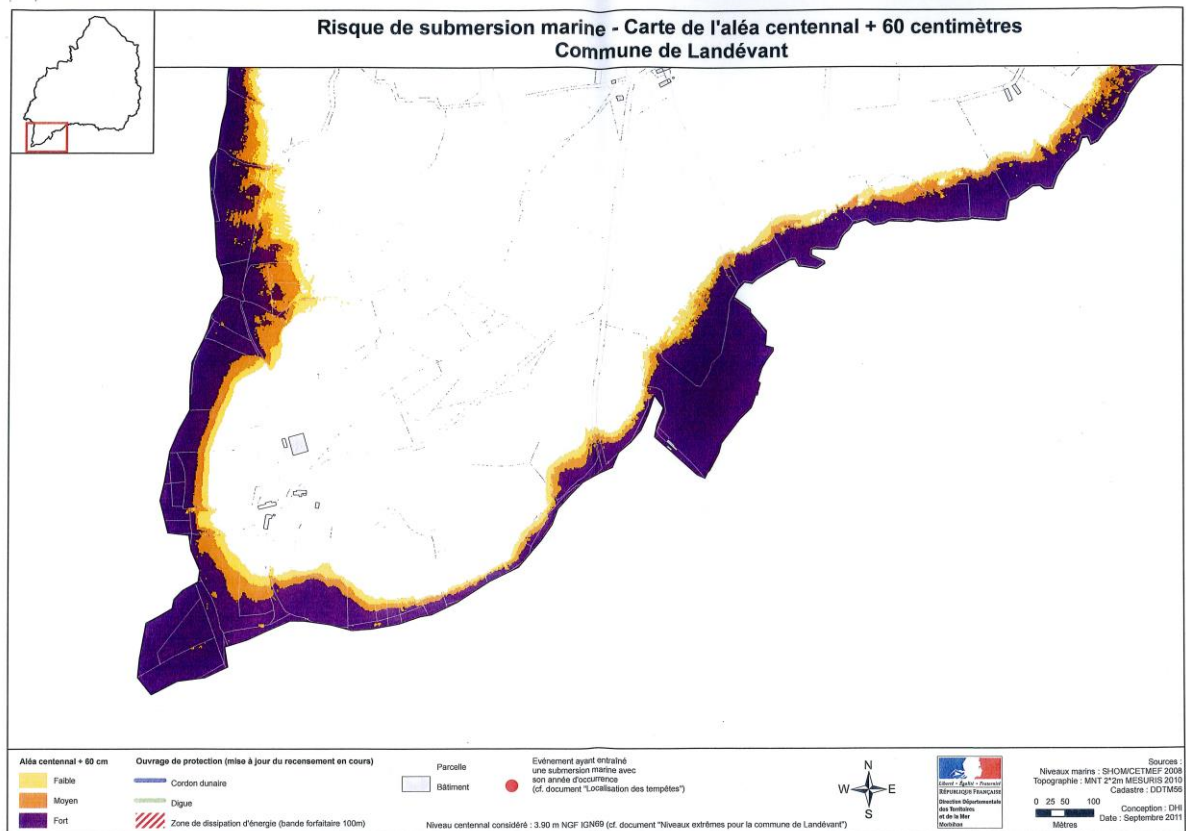 Risque de submersion marine - Carte de l'aléa centennal + 60 centimètres
Commune de Landévant
Aléa centennal + 60 cm
Faible
Moyen
Fort
Ouvrage de protection (mise à jour du recensement en cours)
Cordon dunaire
Digue
Zone de dissipation d'énergie (bande forfaitaire 100m)
Parcelle
Bâtiment
Evénement ayant entraîné
une submersion marine avec
son année d'occurrence
(cf. document "Localisation des tempêtes")
Niveau centennal considéré : 3.90 m NGF IGN69 (cf. document "Niveaux extrêmes pour la commune de Landévant")
N
W E
S
Liberté • Égalité • Fraternité
RÉPUBLIQUE FRANÇAISE
Direction Départementale
des Territoires
et de la Mer
Morbihan
Sources :
Niveaux marins : SHOM/CETMEF 2008
Topographie : MNT 2*2m MESURIS 2010
Cadastre : DDTM56
0 25 50 100
Mètres
Conception : DHI
Date : Septembre 2011